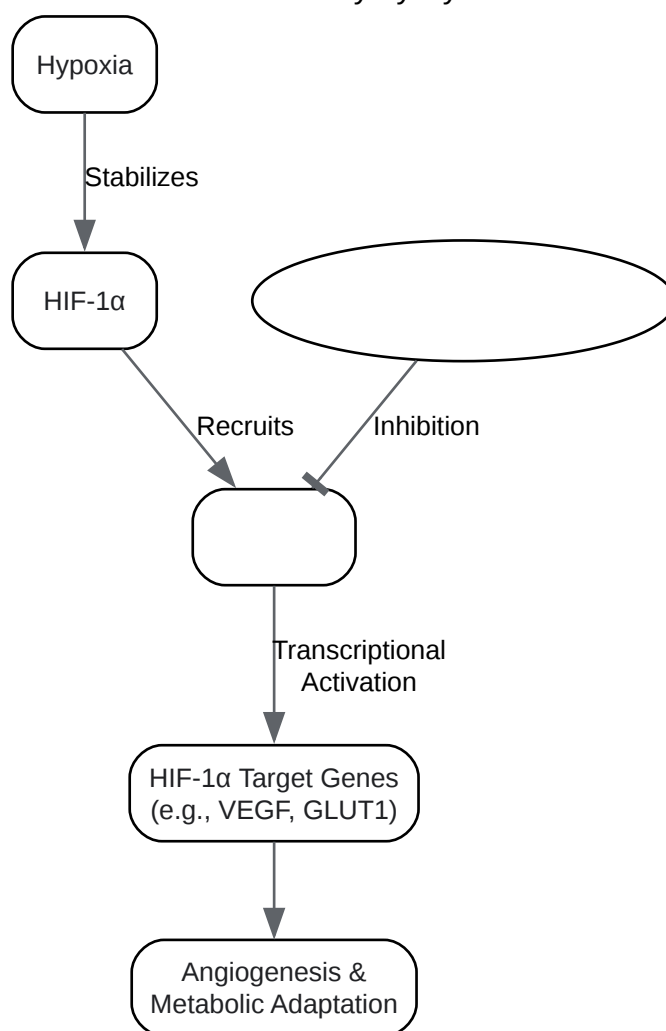 Hypoxia
Stabilizes
HIF-1α
Recruits
Inhibition
Transcriptional
Activation
HIF-1α Target Genes
(e.g., VEGF, GLUT1)
Angiogenesis &
Metabolic Adaptation